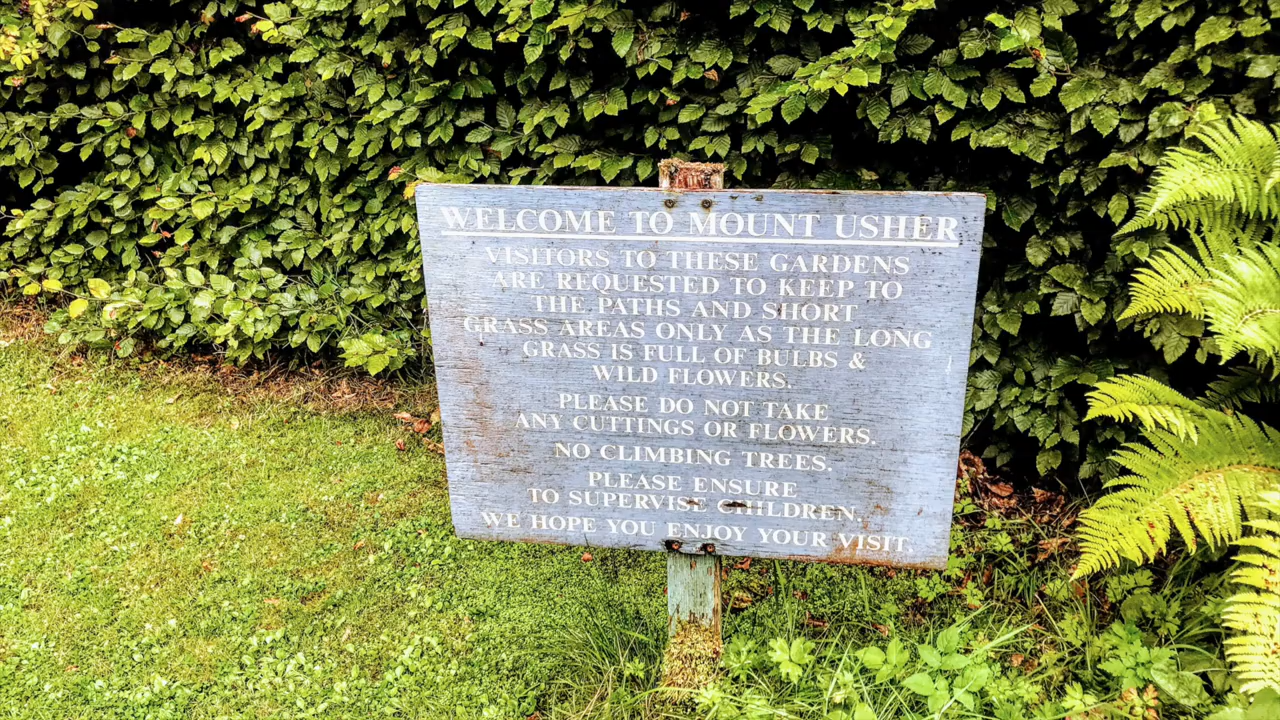 WELCOME TO MOUNT USHER
VISITORS TO THESE GARDENS
ARE REQUESTED TO KEEP TO
THE PATHS AND SHORT
GRASS AREAS ONLY AS THE LONG
GRASS IS FULL OF BULBS &
WILD FLOWERS.
PLEASE DO NOT TAKE
ANY CUTTINGS OR FLOWERS.
NO CLIMBING TREES.
PLEASE ENSURE
TO SUPERVISE CHILDREN.
WE HOPE YOU ENJOY YOUR VISIT.